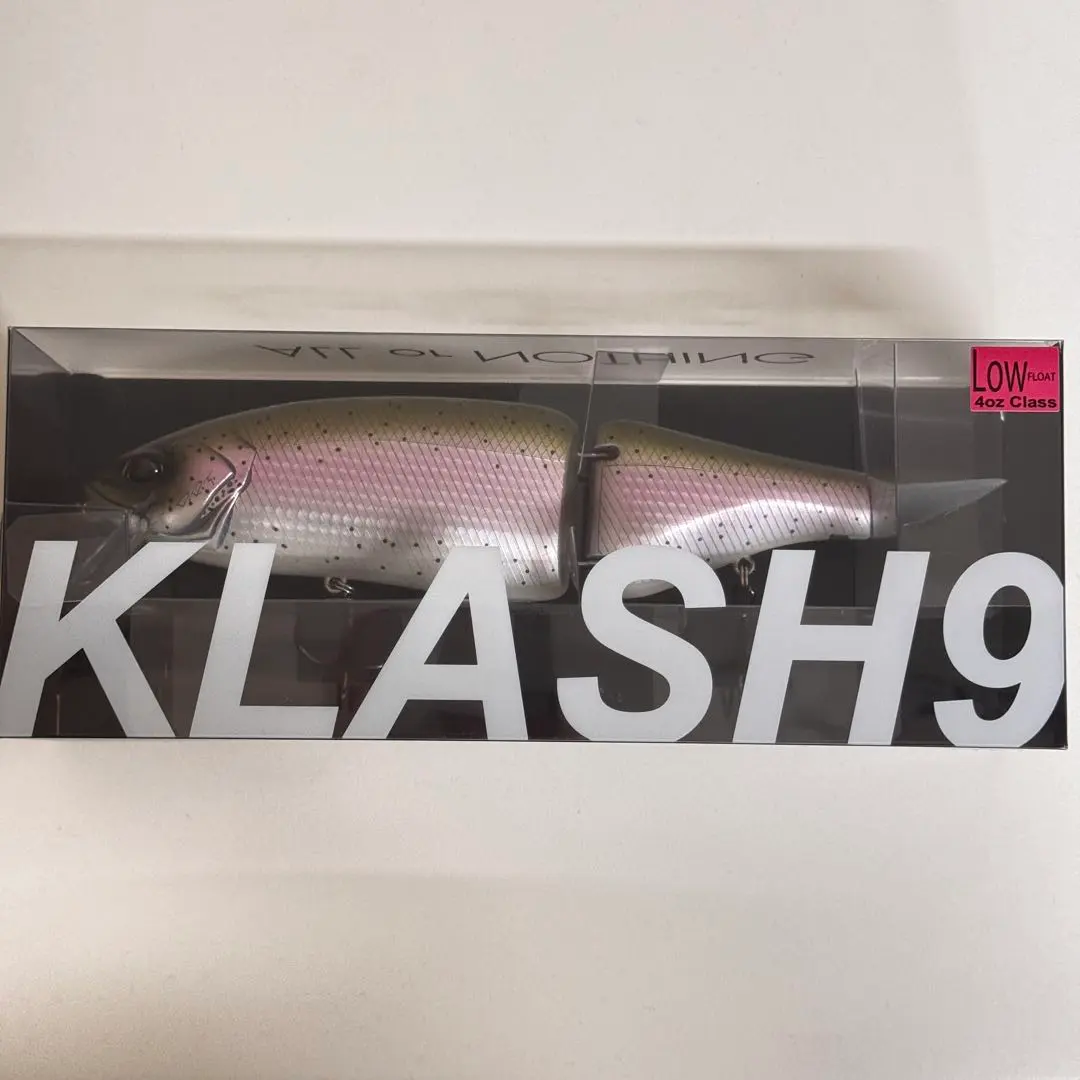 ALL or NOTHING
LOW FLOAT
4oz Class
KLASH9